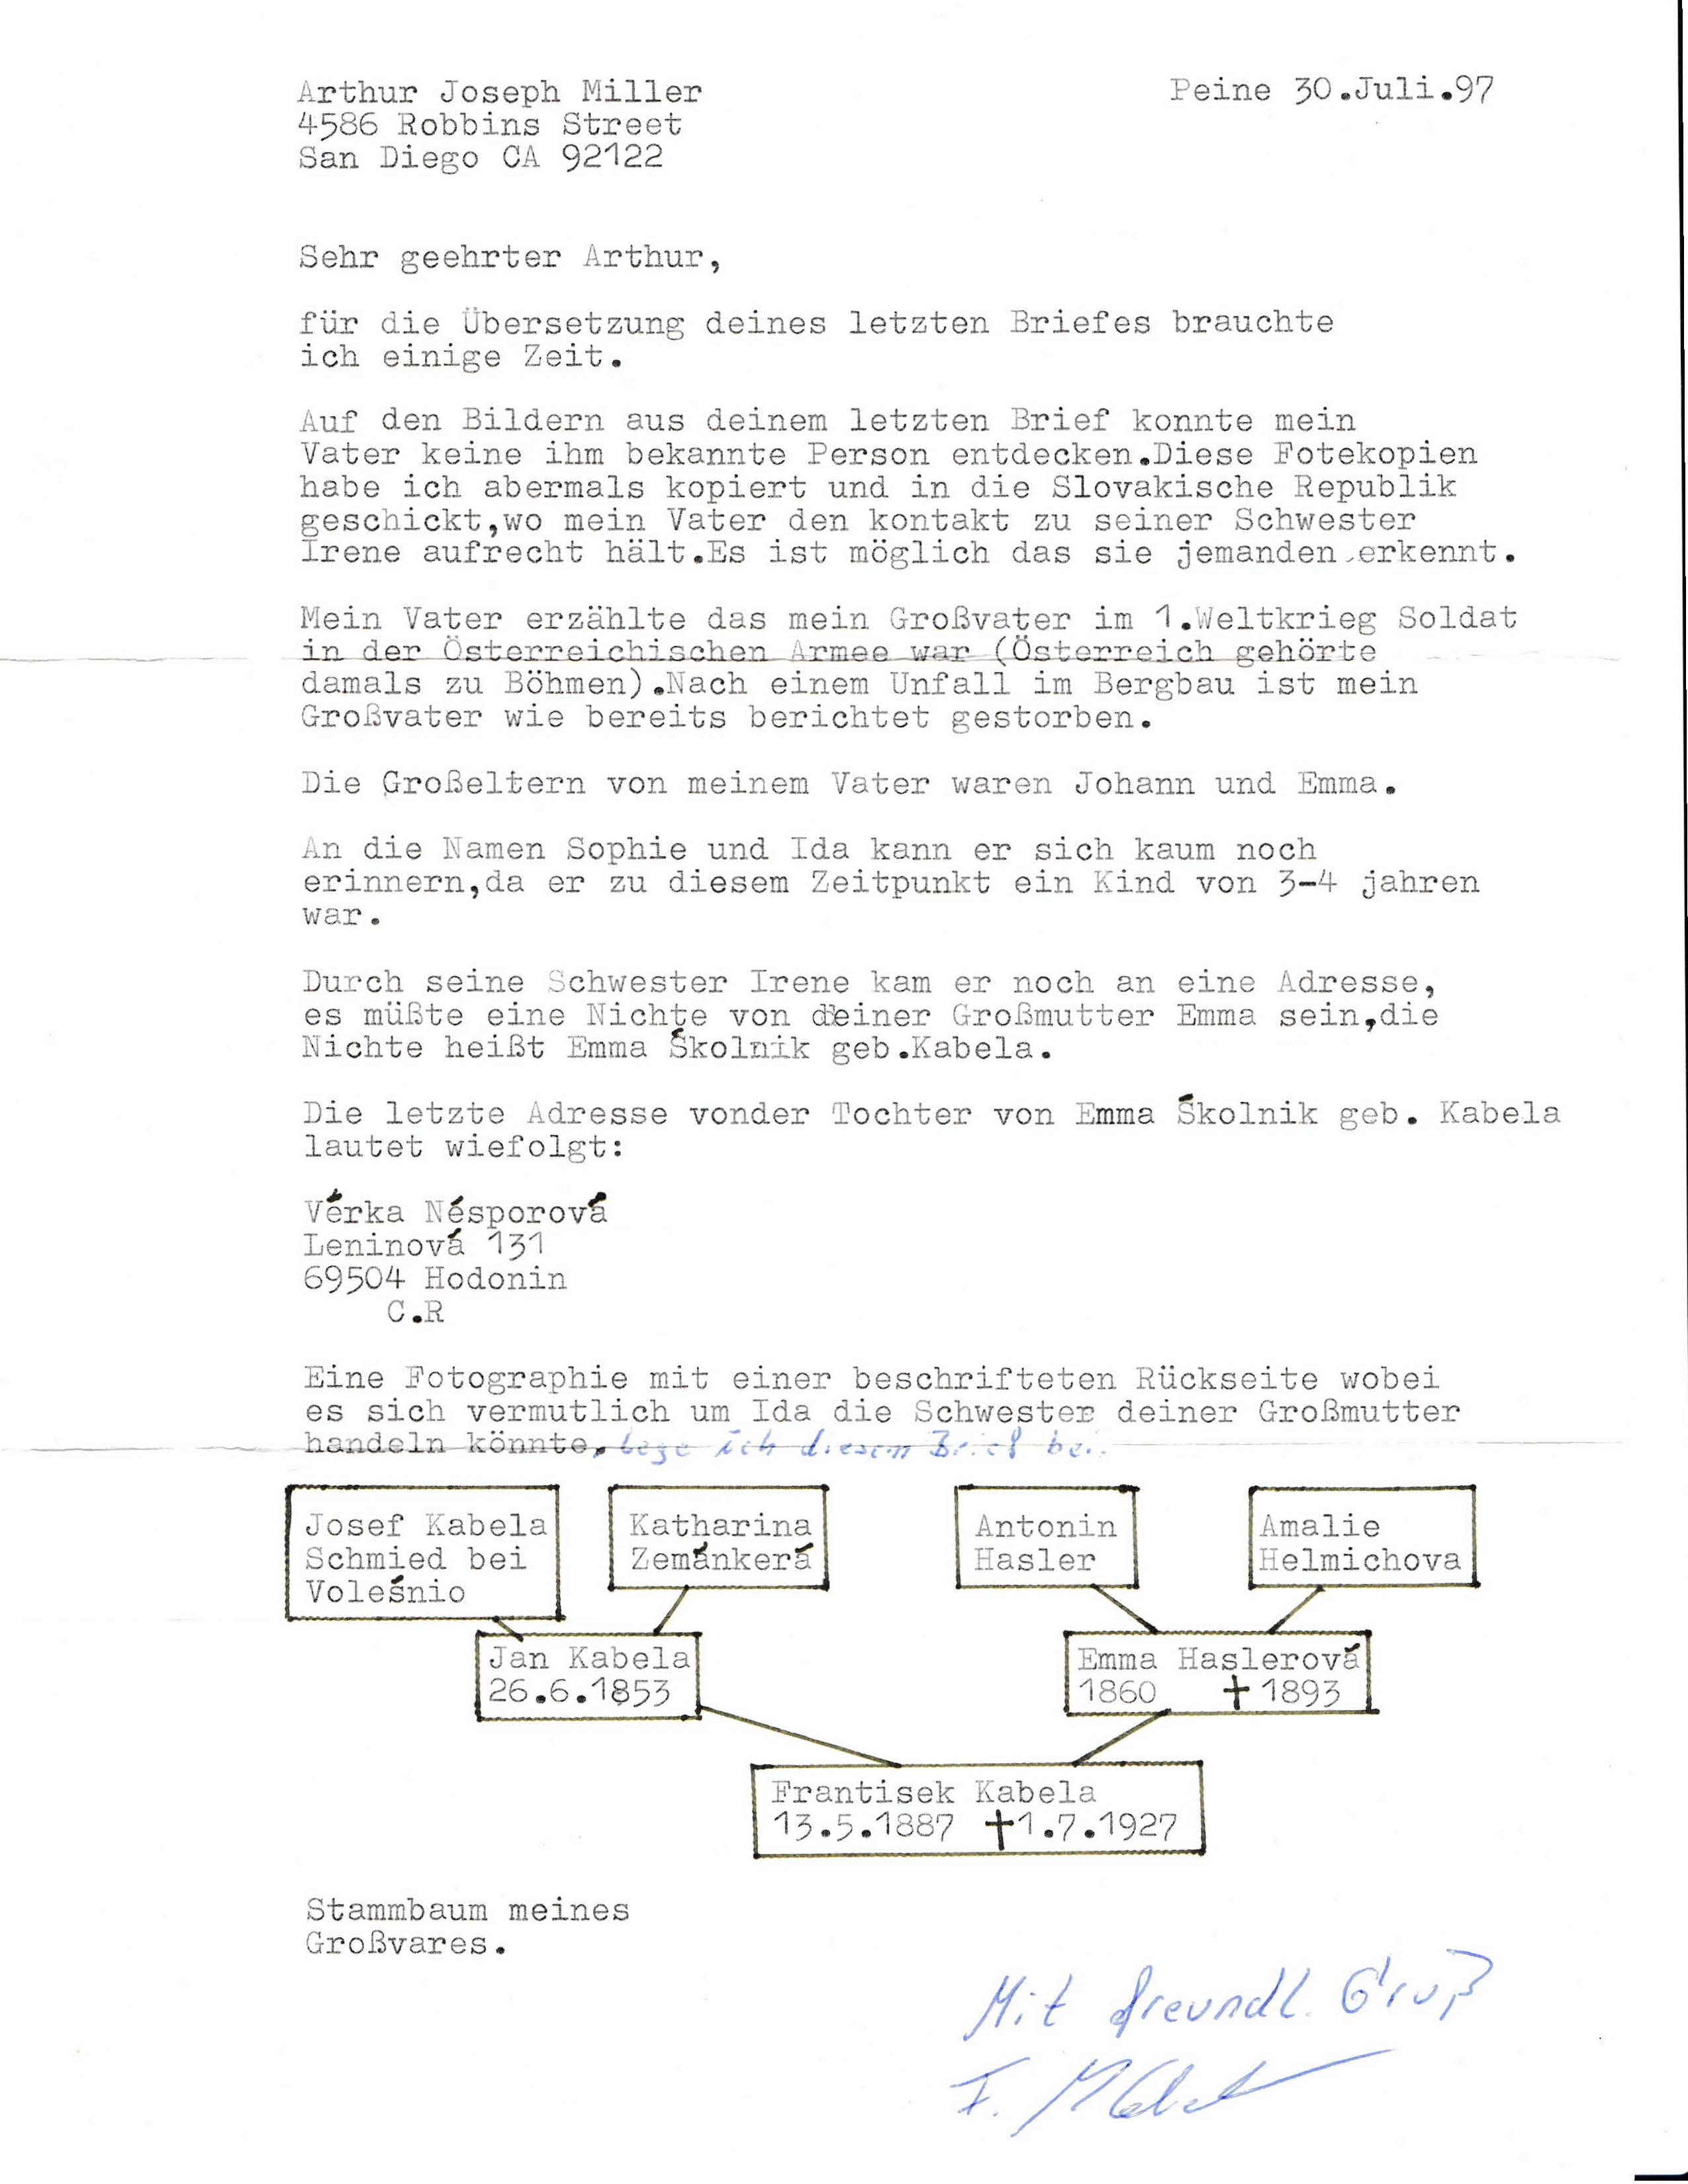 Arthur Joseph Miller
Peine 30.Juli.97
4586 Robbins Street
San Diego CA 92122
Sehr geehrter Arthur,
für die Übersetzung deines letzten Briefes brauchte
ich einige Zeit.
Auf den Bildern aus deinem letzten Brief konnte mein
Vater keine ihm bekannte Person entdecken.Diese Fotekopien
habe ich abermals kopiert und in die Slovakische Republik
geschickt,wo mein Vater den kontakt zu seiner Schwester
Irene aufrecht hält.Es ist möglich das sie jemanden erkennt.
Mein Vater erzählte das mein Großvater im 1.Weltkrieg Soldat
in der Österreichischen Armee war (Österreich gehörte
damals zu Böhmen).Nach einem Unfall im Bergbau ist mein
Großvater wie bereits berichtet gestorben.
Die Großeltern von meinem Vater waren Johann und Emma.
An die Namen Sophie und Ida kann er sich kaum noch
erinnern,da er zu diesem Zeitpunkt ein Kind von 3-4 jahren
war.
Durch seine Schwester Irene kam er noch an eine Adresse,
es müßte eine Nichte von deiner Großmutter Emma sein,die
Nichte heißt Emma Śkolnik geb.Kabela.
Die letzte Adresse vonder Tochter von Emma Śkolnik geb. Kabela
lautet wiefolgt:
Vérka Nésporová
Leninová 131
69504 Hodonin
C.R
Eine Fotographie mit einer beschrifteten Rückseite wobei
es sich vermutlich um Ida die Schwester deiner Großmutter
handeln könnte, lege ich diesem Brief bei.
Josef Kabela
Schmied bei
Voleśnio
Katharina
Zemánkerá
Antonin
Hasler
Amalie
Helmichova
Jan Kabela
26.6.1853
Emma Haslerová
1860 † 1893
Frantisek Kabela
13.5.1887 †1.7.1927
Stammbaum meines
Großvares.
Mit freundl. Gruß
F.